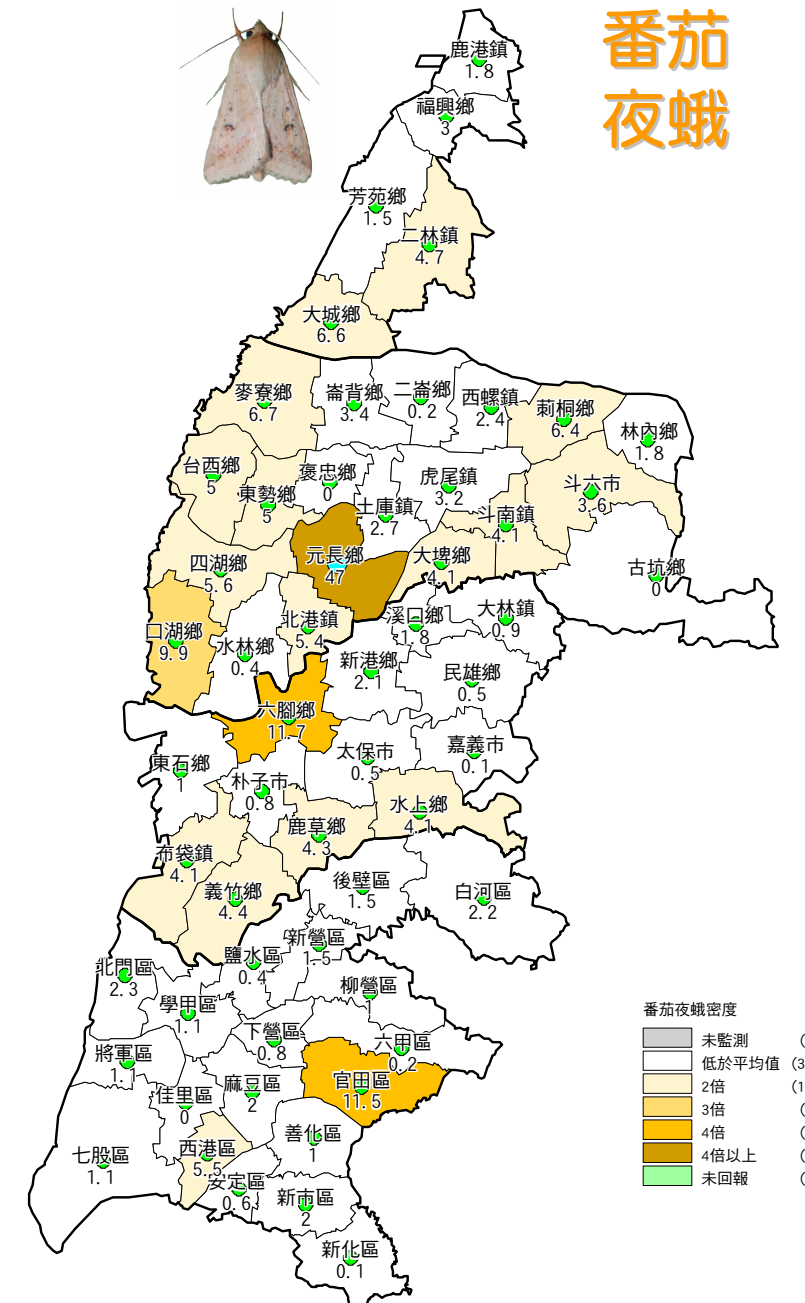 番茄
夜蛾
鹿港鎮
1.8
福興鄉
3
芳苑鄉
1.5
二林鎮
4.7
大城鄉
6.6
麥寮鄉
6.7
崙背鄉
3.4
二崙鄉
0.2
西螺鎮
2.4
莿桐鄉
6.4
林內鄉
1.8
台西鄉
5
東勢鄉
5
褒忠鄉
0
土庫鎮
2.7
虎尾鎮
3.2
斗南鎮
4.1
斗六市
3.6
四湖鄉
5.6
元長鄉
47
大埤鄉
4.1
古坑鄉
0
口湖鄉
9.9
水林鄉
0.4
北港鎮
5.4
溪口鄉
1.8
大林鎮
0.9
新港鄉
2.1
民雄鄉
0.5
六腳鄉
11.7
東石鄉
1
朴子市
0.8
太保市
0.5
嘉義市
0.1
鹿草鄉
4.3
水上鄉
4.1
布袋鎮
4.1
義竹鄉
4.4
後壁區
1.5
白河區
2.2
北門區
2.3
鹽水區
0.4
新營區
1.5
學甲區
1.1
柳營區
1
下營區
0.8
六甲區
0.2
將軍區
1.1
佳里區
0
麻豆區
2
官田區
11.5
七股區
1.1
西港區
5.5
善化區
1
安定區
0.6
新市區
2
新化區
0.1
番茄夜蛾密度
未監測 (
低於平均值 (3
2倍 (1
3倍 (
4倍 (
4倍以上 (
未回報 (